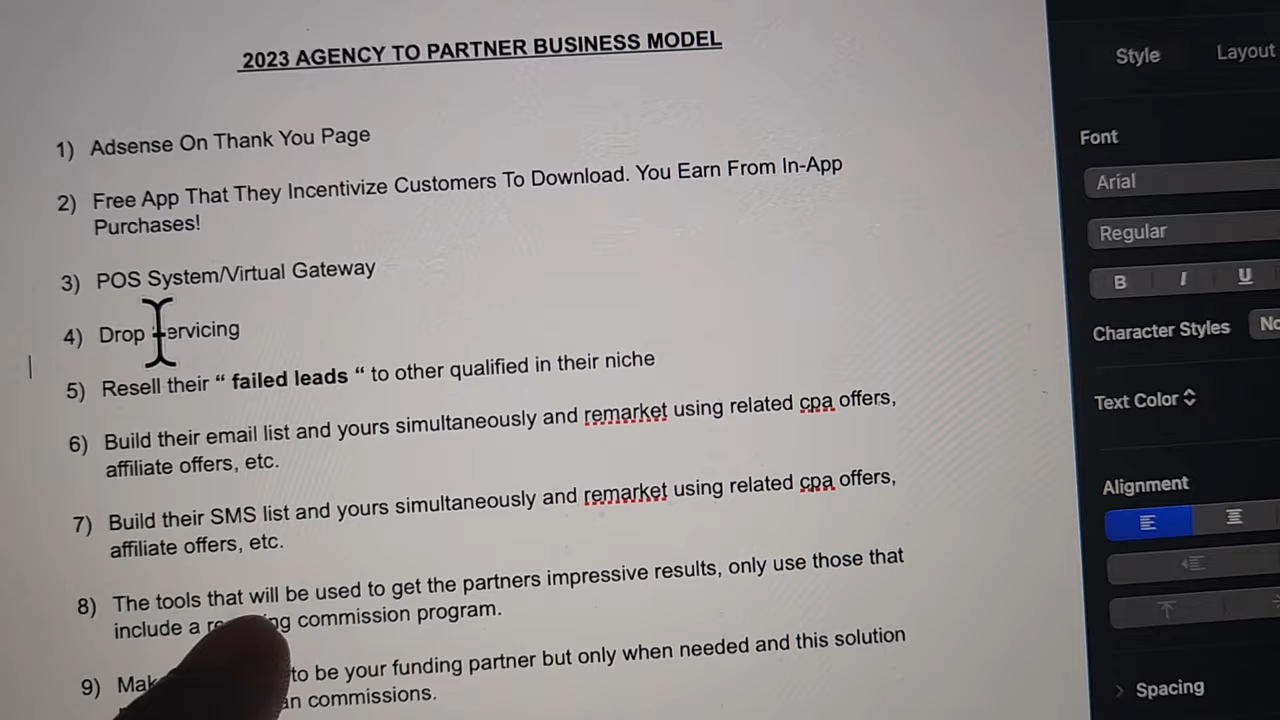 2023 AGENCY TO PARTNER BUSINESS MODEL
1) Adsense On Thank You Page
2) Free App That They Incentivize Customers To Download. You Earn From In-App
Purchases!
3) POS System/Virtual Gateway
4) Drop Servicing
5) Resell their “ failed leads “ to other qualified in their niche
6) Build their email list and yours simultaneously and remarket using related cpa offers,
affiliate offers, etc.
7) Build their SMS list and yours simultaneously and remarket using related cpa offers,
affiliate offers, etc.
8) The tools that will be used to get the partners impressive results, only use those that
include a commission program.
9) to be your funding partner but only when needed and this solution
commissions.
Style Layout
Font
Arial
Regular
B I U
Character Styles
Text Color
Alignment
Spacing